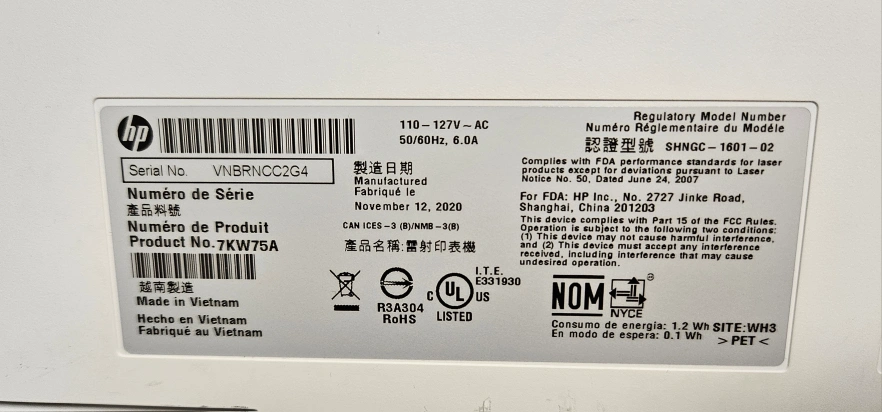 hp
110-127V~AC
50/60Hz, 6.0A
Serial No. VNBRNCC2G4
Numéro de Série
產品料號
Numéro de Produit
Product No. 7KW75A
越南製造
Made in Vietnam
Hecho en Vietnam
Fabriqué au Vietnam
製造日期
Manufactured
Fabriqué le
November 12, 2020
CAN ICES-3 (B)/NMB-3(B)
產品名稱:雷射印表機
R3A304
RoHS
I.T.E.
E331930
C UL US
LISTED
Regulatory Model Number
Numéro Réglementaire du Modéle
認證型號 SHNGC-1601-02
Complies with FDA performance standards for laser
products except for deviations pursuant to Laser
Notice No. 50, Dated June 24, 2007
For FDA: HP Inc., No. 2727 Jinke Road,
Shanghai, China 201203
This device complies with Part 15 of the FCC Rules.
Operation is subject to the following two conditions:
(1) This device may not cause harmful interference,
and (2) This device must accept any interference
received, including interference that may cause
undesired operation.
NOM
NYCE
Consumo de energía: 1.2 Wh SITE:WH3
En modo de espera: 0.1 Wh >PET<